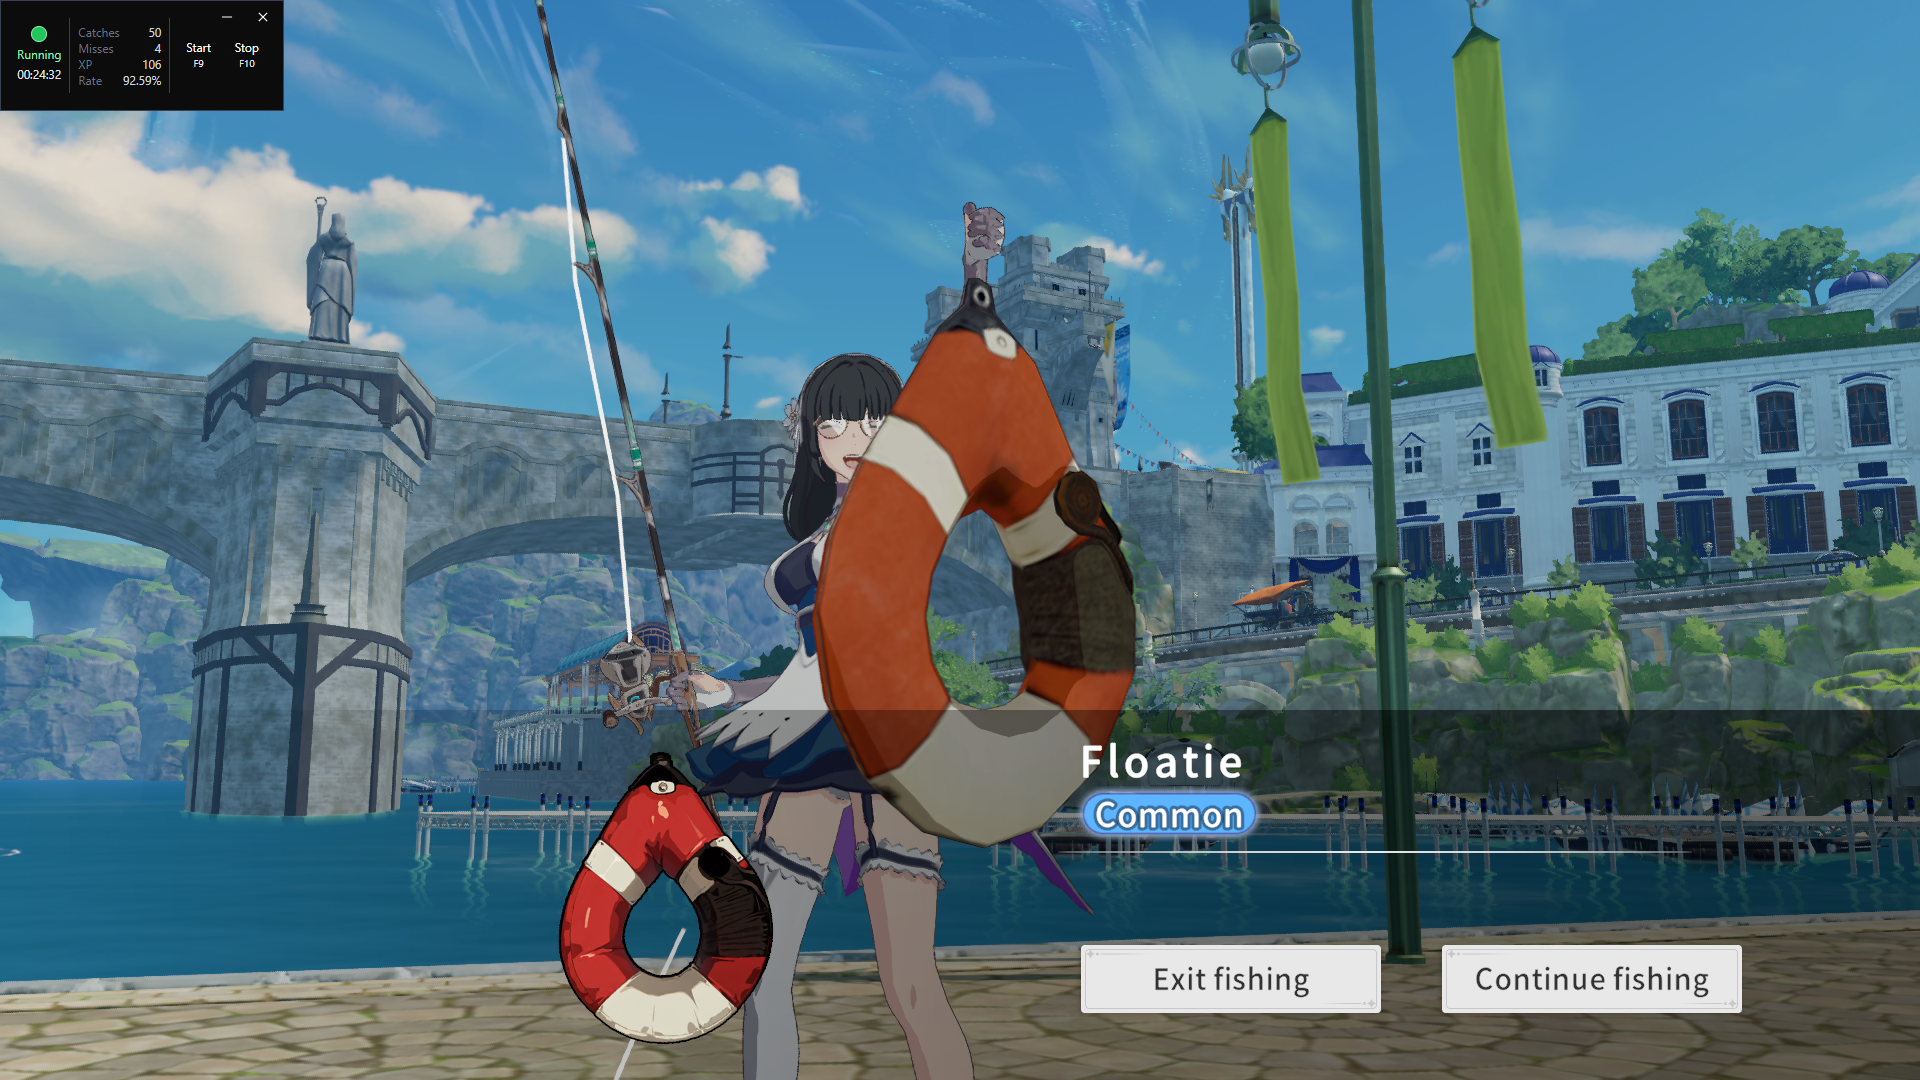 Running
00:24:32
Catches 50
Misses 4
XP 106
Rate 92.59%
Start
F9
Stop
F10
Floatie
Common
Exit fishing
Continue fishing